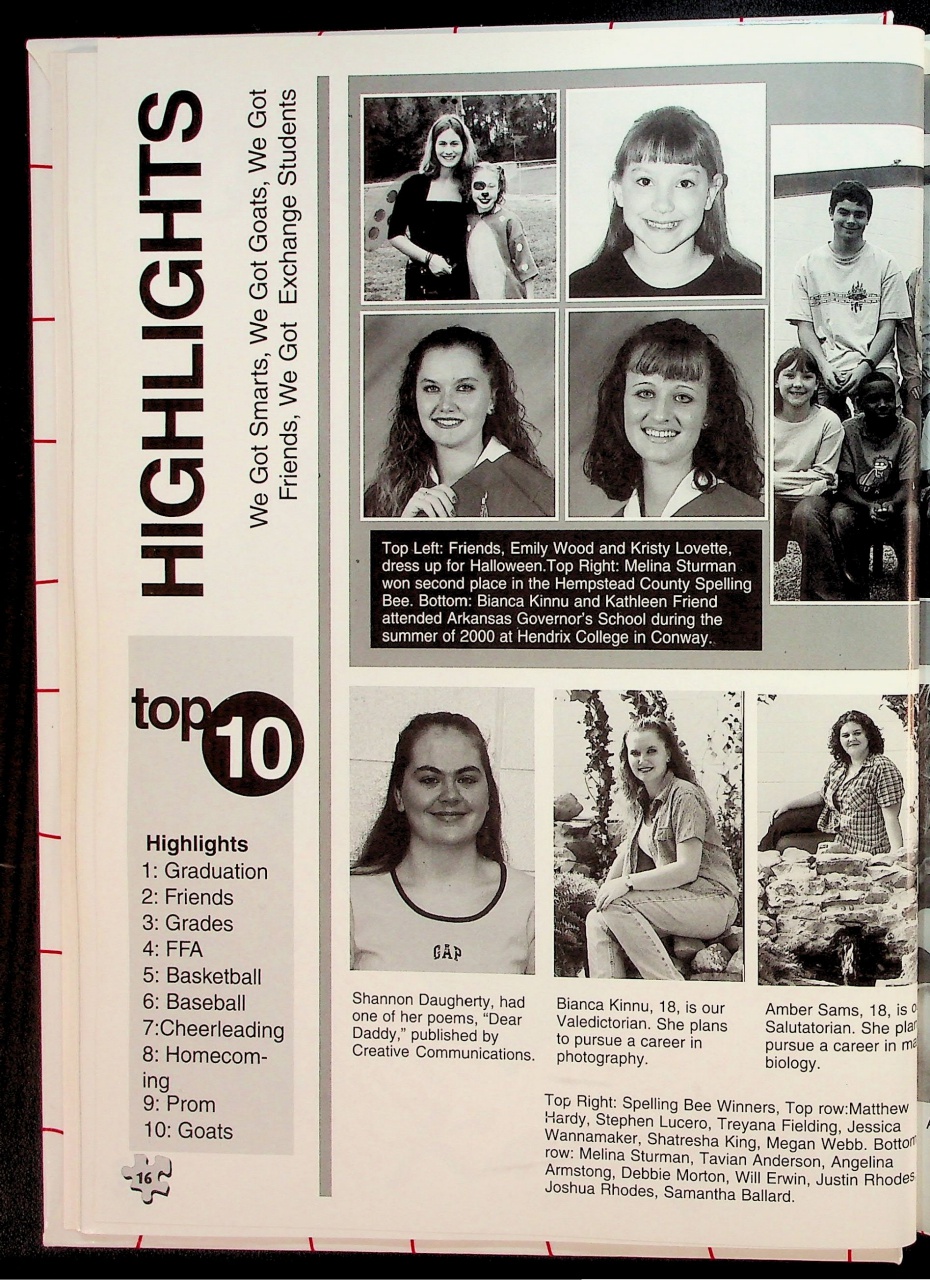 HIGHLIGHTS
We Got Smarts, We Got Goats, We Got
Friends, We Got Exchange Students
Top Left: Friends, Emily Wood and Kristy Lovette,
dress up for Halloween.Top Right: Melina Sturman
won second place in the Hempstead County Spelling
Bee. Bottom: Bianca Kinnu and Kathleen Friend
attended Arkansas Governor's School during the
summer of 2000 at Hendrix College in Conway.
top
10
Highlights
1: Graduation
2: Friends
3: Grades
4: FFA
5: Basketball
6: Baseball
7:Cheerleading
8: Homecom-
ing
9: Prom
10: Goats
16
GAP
Shannon Daugherty, had
one of her poems, “Dear
Daddy,” published by
Creative Communications.
Bianca Kinnu, 18, is our
Valedictorian. She plans
to pursue a career in
photography.
Amber Sams, 18, is
Salutatorian. She
pursue a career in
biology.
Top Right: Spelling Bee Winners, Top row:Matthew
Hardy, Stephen Lucero, Treyana Fielding, Jessica
Wannamaker, Shatresha King, Megan Webb. Bottom
row: Melina Sturman, Tavian Anderson, Angelina
Armstong, Debbie Morton, Will Erwin, Justin Rhodes
Joshua Rhodes, Samantha Ballard.